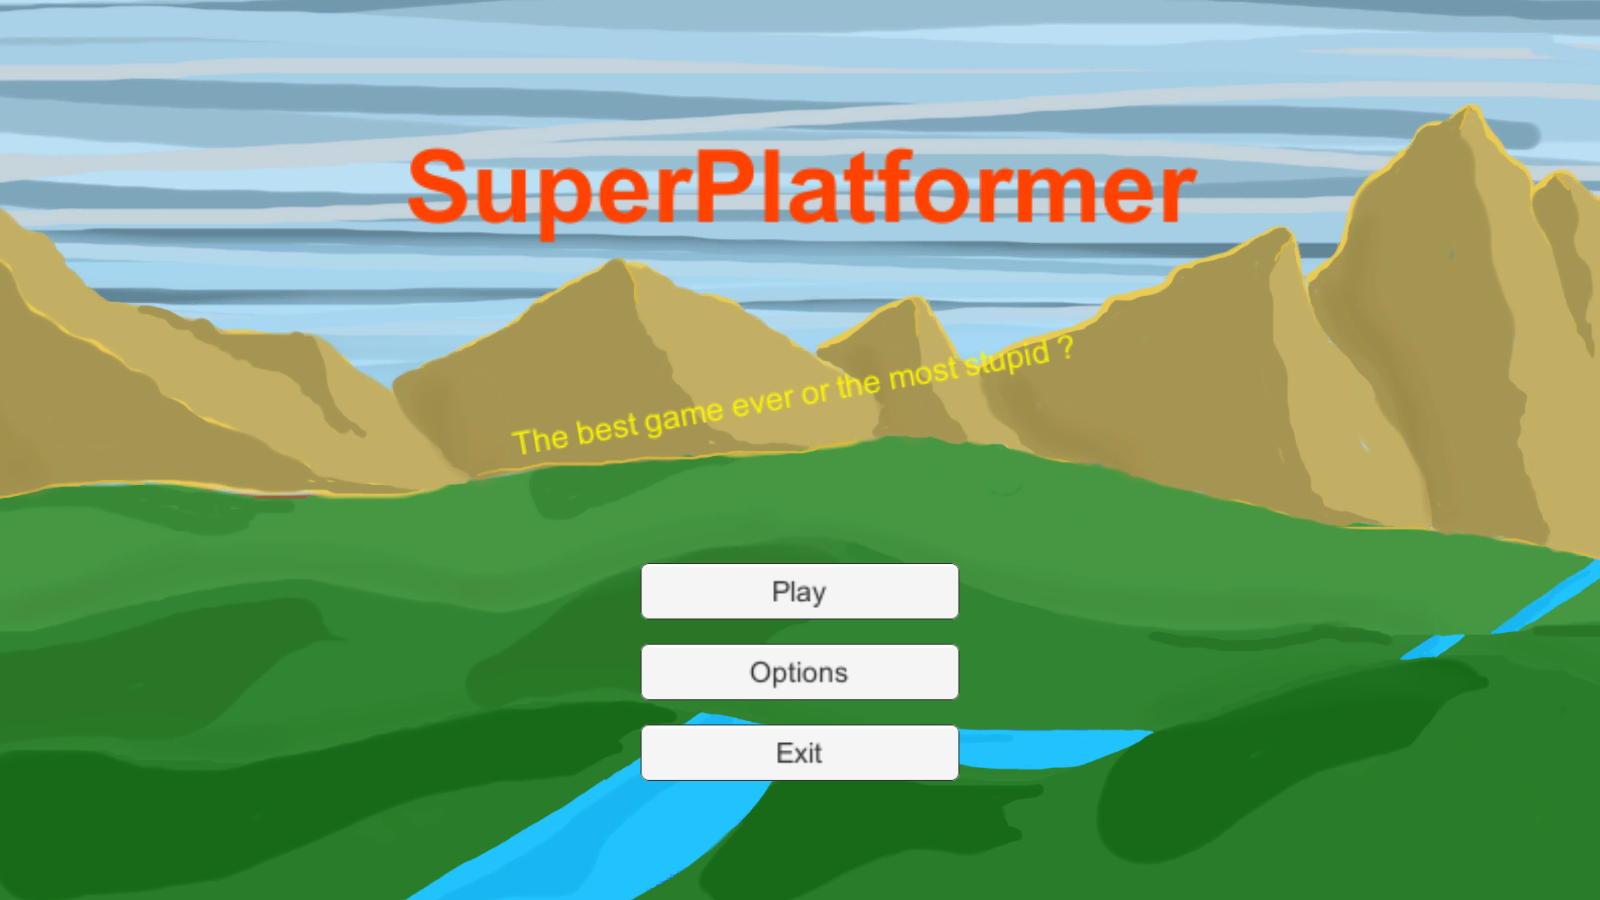 SuperPlatformer
The best game ever or the most stupid ?
Play
Options
Exit